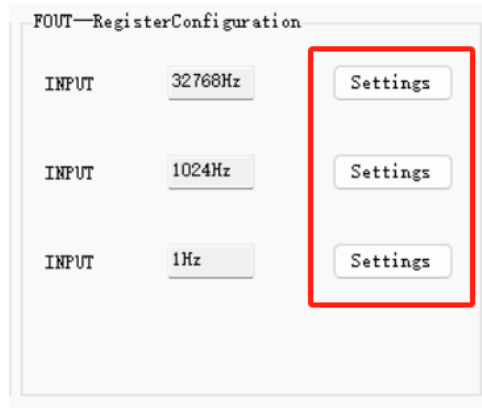 FOUT—RegisterConfiguration
INPUT 32768Hz Settings
INPUT 1024Hz Settings
INPUT 1Hz Settings